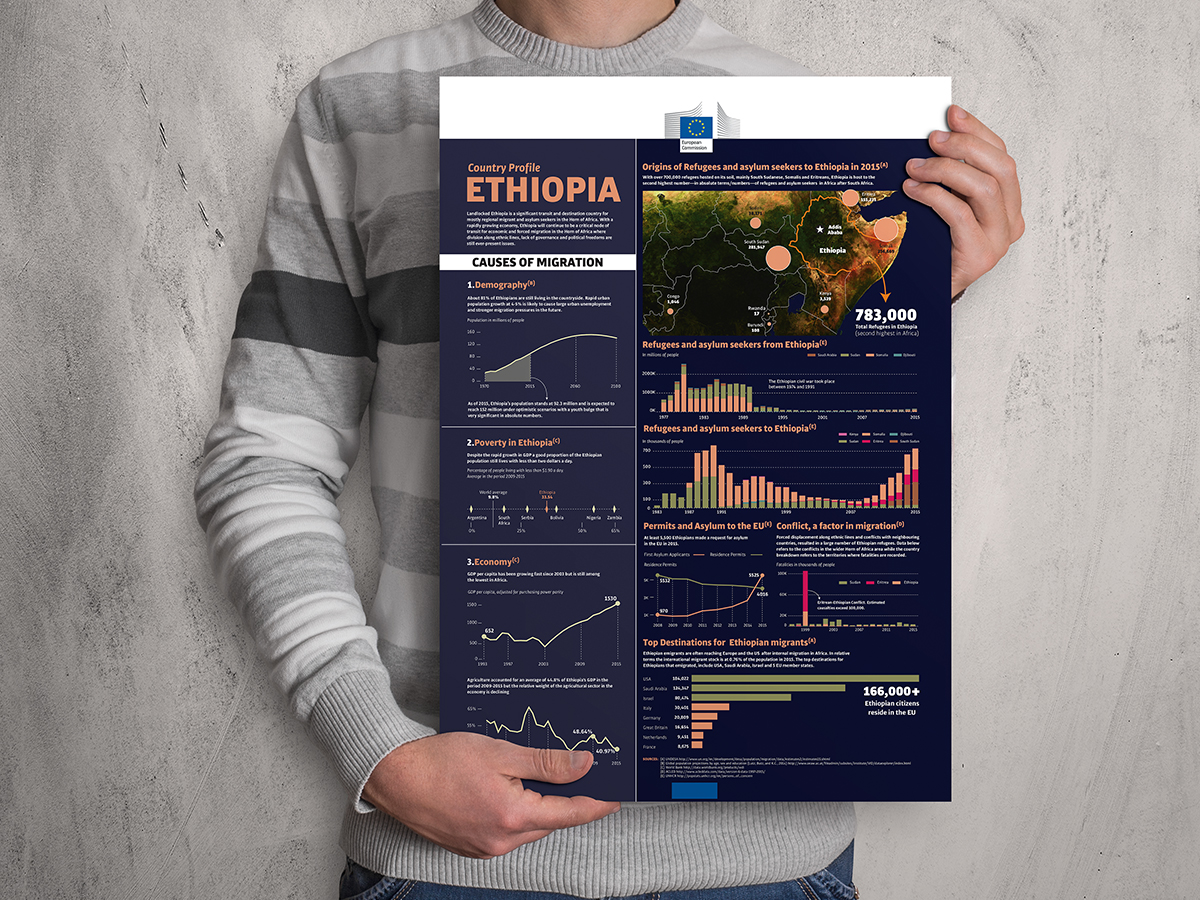 European
Commission
Country Profile
ETHIOPIA
Landlocked Ethiopia is a significant transit and destination country for
mostly regional migrant and asylum seekers in the Horn of Africa. With a
rapidly growing economy, Ethiopia will continue to be a critical node of
transit for economic and forced migration in the Horn of Africa where
division along ethnic lines, lack of governance and political freedoms are
still ever-present issues.
CAUSES OF MIGRATION
1.Demography(B)
About 81% of Ethiopians are still living in the countryside. Rapid urban
population growth at 4.9% is likely to cause large urban unemployment
and stronger migration pressures in the future.
Population in millions of people
160
120
80
40
0
1970 2015 2060 2100
As of 2015, Ethiopia's population stands at 92.3 million and is expected to
reach 152 million under optimistic scenarios with a youth bulge that is
very significant in absolute numbers.
2.Poverty in Ethiopia(C)
Despite the rapid growth in GDP a good proportion of the Ethiopian
population still lives with less than two dollars a day.
Percentage of people living with less than $1.90 a day
Average in the period 2009-2015
World average
9.8%
Ethiopia
33.54
Argentina South Africa Serbia Bolivia Nigeria Zambia
0% 25% 50% 65%
3.Economy(C)
GDP per capita has been growing fast since 2003 but is still among
the lowest in Africa.
GDP per capita, adjusted for purchasing power parity
1500
1000
500
0
652
1530
1993 1997 2003 2009 2015
Agriculture accounted for an average of 44.8% of Ethiopia's GDP in the
period 2009-2015 but the relative weight of the agricultural sector in the
economy is declining
65%
55%
48.64%
40.97%
2015
Origins of Refugees and asylum seekers to Ethiopia in 2015(A)
With over 700,000 refugees hosted on its soil, mainly South Sudanese, Somalis and Eritreans, Ethiopia is host to the
second highest number—in absolute terms/numbers—of refugees and asylum seekers in Africa after South Africa.
South Sudan
281,947
Addis
Ababa
Ethiopia
Congo
1,046
Rwanda
17
Burundi
Kenya
783,000
Total Refugees in Ethiopia
(second highest in Africa)
Refugees and asylum seekers from Ethiopia(E)
In millions of people
Saudi Arabia Sudan Somalia Djibouti
2000K
1000K
0K
The Ethiopian civil war took place
between 1974 and 1991
1977 1983 1989 1995 2001 2007 2015
Refugees and asylum seekers to Ethiopia(E)
In thousands of people
Kenya Somalia Djibouti
Sudan Eritrea South Sudan
700
500
300
100
0
1983 1987 1991 1999 2007 2015
Permits and Asylum to the EU(E)
At least 5,500 Ethiopians made a request for asylum
in the EU in 2015.
First Asylum Applicants Residence Permits
Residence Permits
5K
3K
1K
5532
970
5525
4056
2008 2009 2010 2011 2012 2013 2014 2015
Conflict, a factor in migration(D)
Forced displacement along ethnic lines and conflicts with neighbouring
countries, resulted in a large number of Ethiopian refugees. Data below
refers to the conflicts in the wider Horn of Africa area while the country
breakdown refers to the territories where fatalities are recorded.
Fatalities in thousands of people
Sudan Eritrea Ethiopia
100K
60K
20K
0
Eritrean-Ethiopian Conflict. Estimated
casualties exceed 100,000.
1999 2003 2007 2011 2015
Top Destinations for Ethiopian migrants(A)
Ethiopian emigrants are often reaching Europe and the US after internal migration in Africa. In relative
terms the international migrant stock is at 0.76% of the population in 2015. The top destinations for
Ethiopians that emigrated, include USA, Saudi Arabia, Israel and 5 EU member states.
USA
Saudi Arabia 124,347
Israel 80,474
Italy 30,401
Germany 20,009
Great Britain 16,654
Netherlands 9,431
France 8,675
166,000+
Ethiopian citizens
reside in the EU
SOURCES: